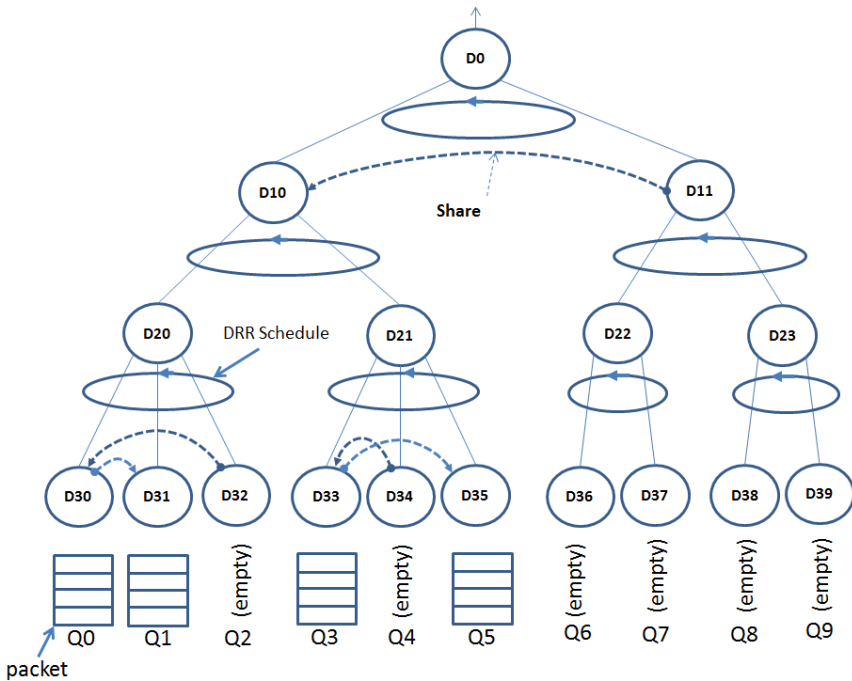 D0
D10
D11
Share
D20
DRR Schedule
D21
D22
D23
D30
D31
D32
D33
D34
D35
D36
D37
D38
D39
(empty)
(empty)
(empty)
(empty)
(empty)
(empty)
Q0
Q1
Q2
Q3
Q4
Q5
Q6
Q7
Q8
Q9
packet